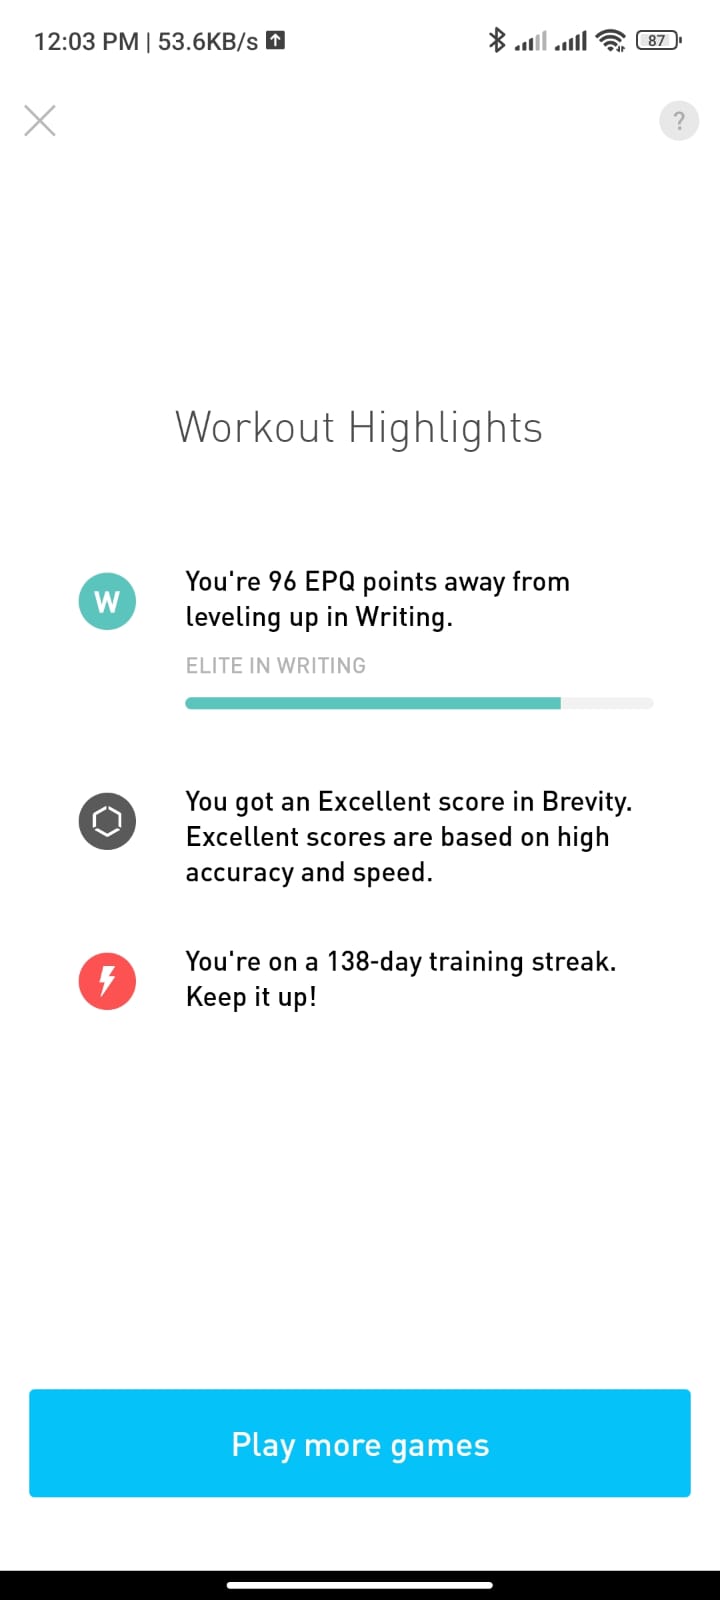 12:03 PM | 53.6KB/s
87
?
Workout Highlights
W
You're 96 EPQ points away from
leveling up in Writing.
ELITE IN WRITING
You got an Excellent score in Brevity.
Excellent scores are based on high
accuracy and speed.
You're on a 138-day training streak.
Keep it up!
Play more games